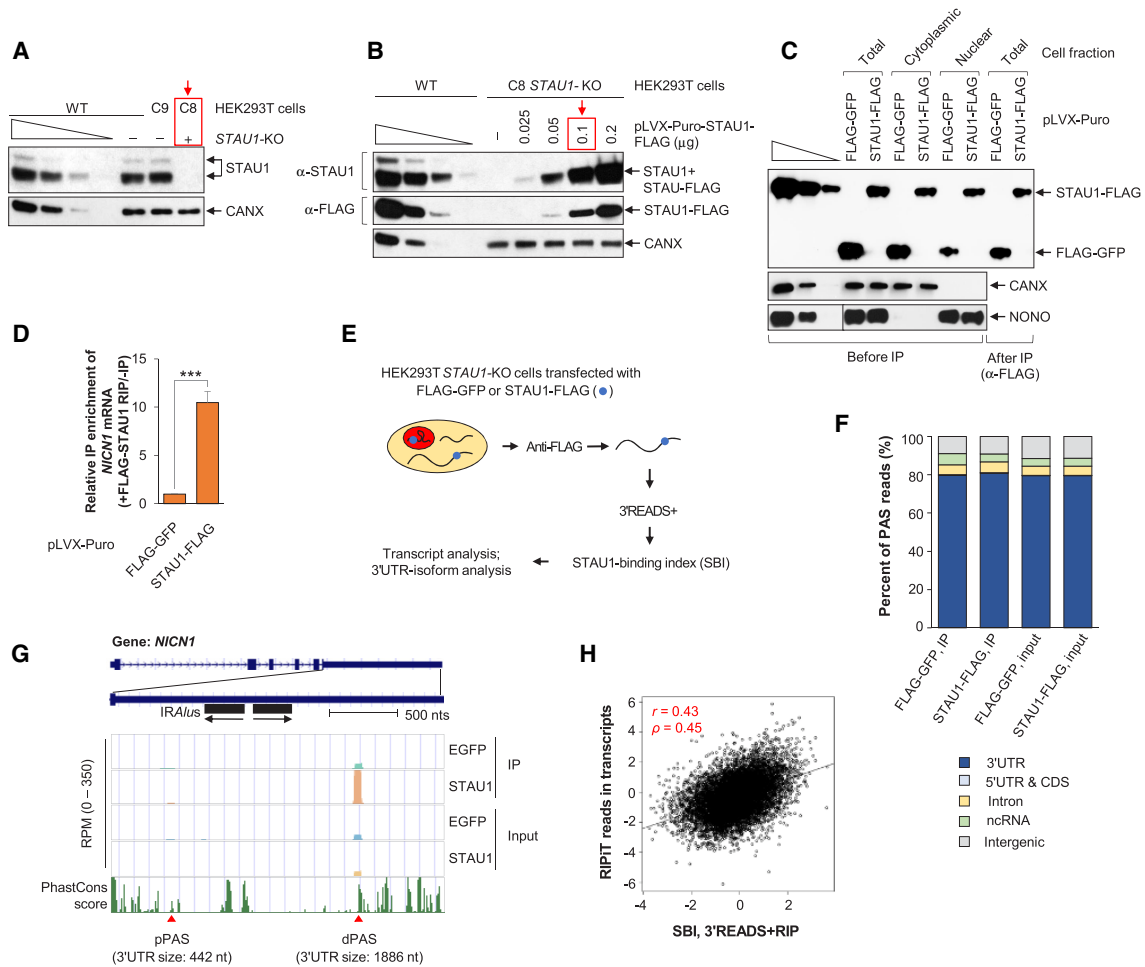 A
WT
C9
C8
HEK293T cells
– – +
STAU1-KO
STAU1
CANX
B
WT
C8 STAU1- KO
HEK293T cells
– 0.025 0.05 0.1 0.2
pLVX-Puro-STAU1-
FLAG (µg)
α-STAU1
STAU1+
STAU-FLAG
α-FLAG
STAU1-FLAG
CANX
C
Total Cytoplasmic Nuclear Total
Cell fraction
FLAG-GFP STAU1-FLAG FLAG-GFP STAU1-FLAG FLAG-GFP STAU1-FLAG FLAG-GFP STAU1-FLAG
pLVX-Puro
STAU1-FLAG
FLAG-GFP
CANX
NONO
Before IP
After IP
(α-FLAG)
D
Relative IP enrichment of
NICN1 mRNA
(+FLAG-STAU1 RIP/-IP)
15
10
5
0
***
pLVX-Puro
FLAG-GFP
STAU1-FLAG
E
HEK293T STAU1-KO cells transfected with
FLAG-GFP or STAU1-FLAG ( )
Anti-FLAG
3'READS+
STAU1-binding index (SBI)
Transcript analysis;
3'UTR-isoform analysis
F
Percent of PAS reads (%)
100
80
60
40
20
0
FLAG-GFP, IP
STAU1-FLAG, IP
FLAG-GFP, input
STAU1-FLAG, input
3'UTR
5'UTR & CDS
Intron
ncRNA
Intergenic
G
Gene: NICN1
IRAlus
500 nts
RPM (0 – 350)
EGFP
STAU1
IP
EGFP
STAU1
Input
PhastCons
score
pPAS
(3'UTR size: 442 nt)
dPAS
(3'UTR size: 1886 nt)
H
r = 0.43
ρ = 0.45
RIPiT reads in transcripts
6
4
2
0
-2
-4
-6
-4 -2 0 2
SBI, 3'READS+RIP